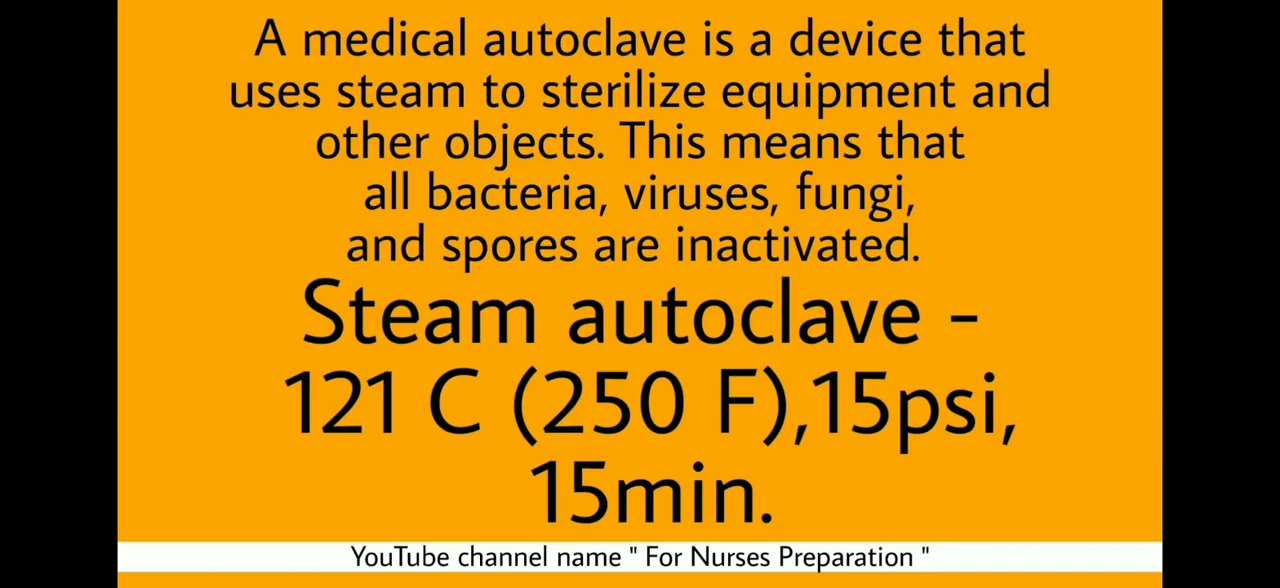 A medical autoclave is a device that
uses steam to sterilize equipment and
other objects. This means that
all bacteria, viruses, fungi,
and spores are inactivated.
Steam autoclave -
121 C (250 F),15psi,
15min.
YouTube channel name " For Nurses Preparation "